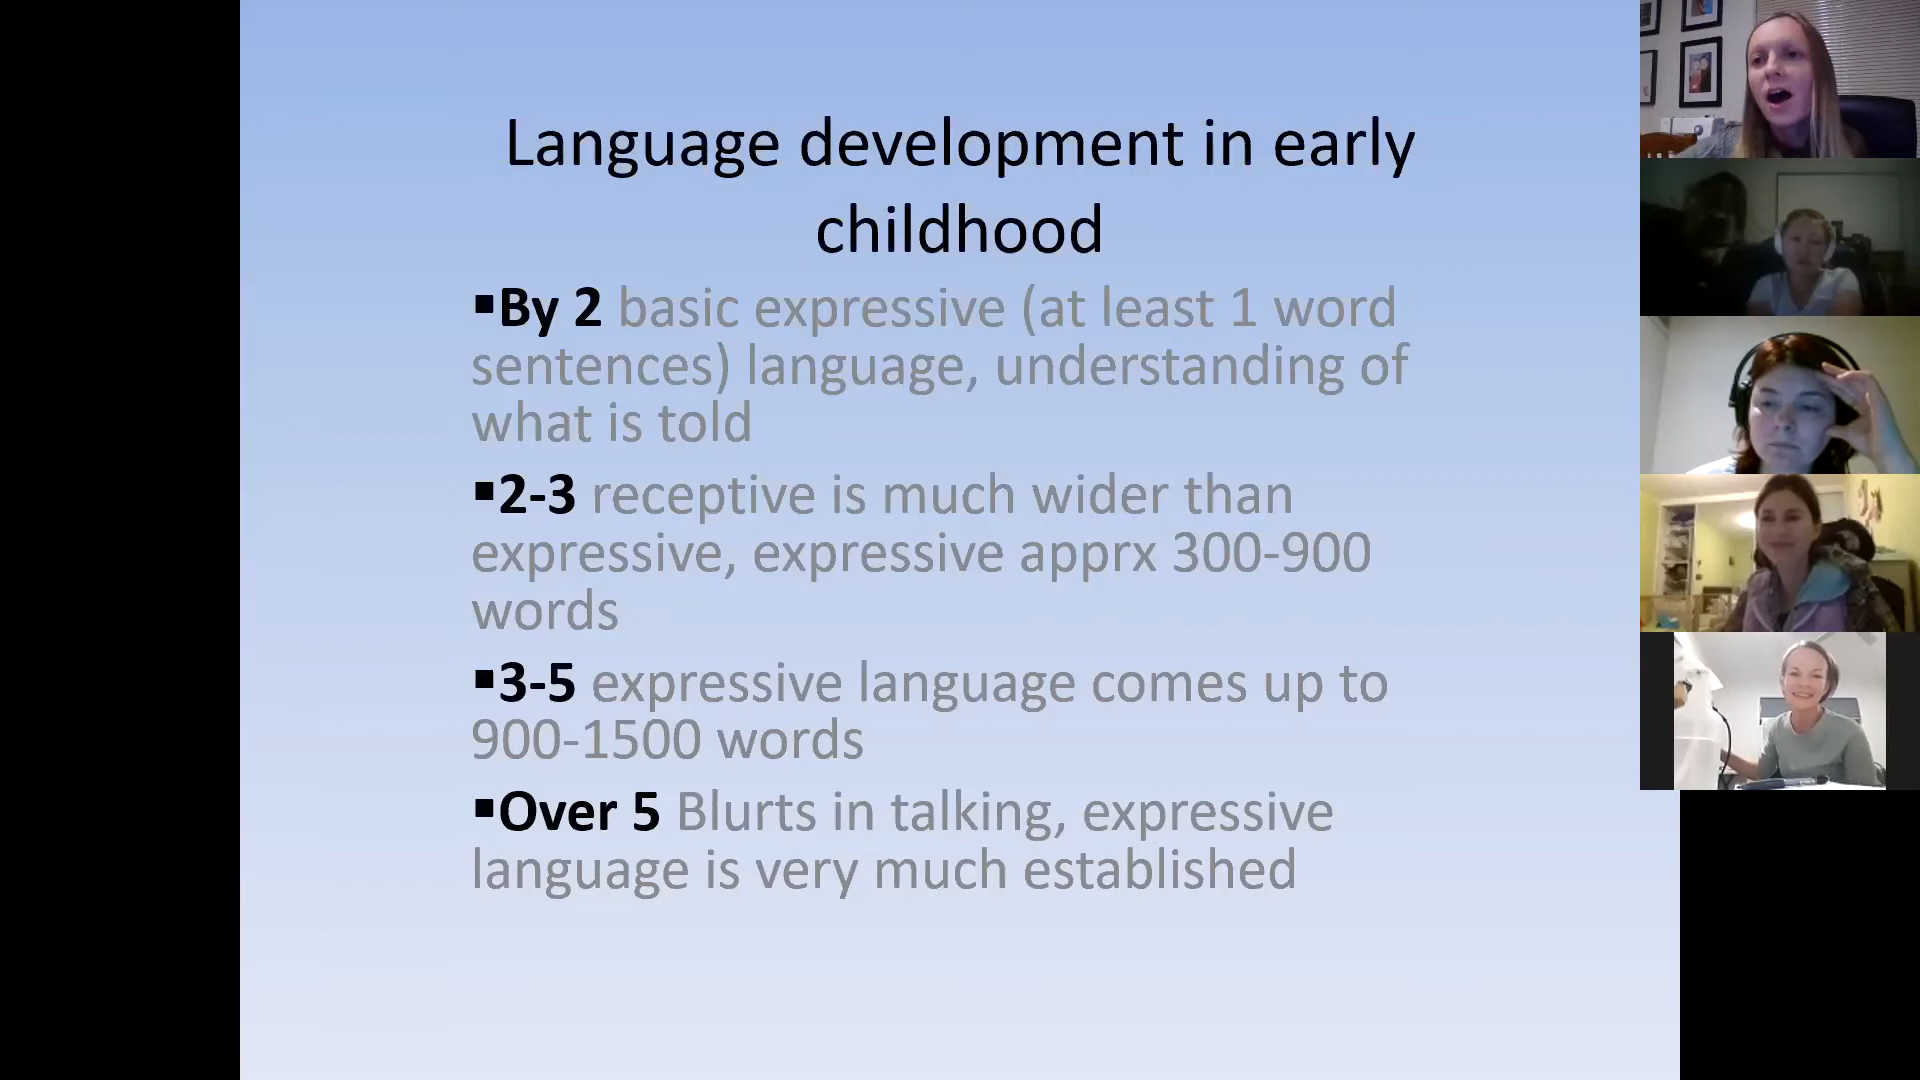 Language development in early
childhood
▪By 2 basic expressive (at least 1 word
sentences) language, understanding of
what is told
▪2-3 receptive is much wider than
expressive, expressive apprx 300-900
words
▪3-5 expressive language comes up to
900-1500 words
▪Over 5 Blurts in talking, expressive
language is very much established